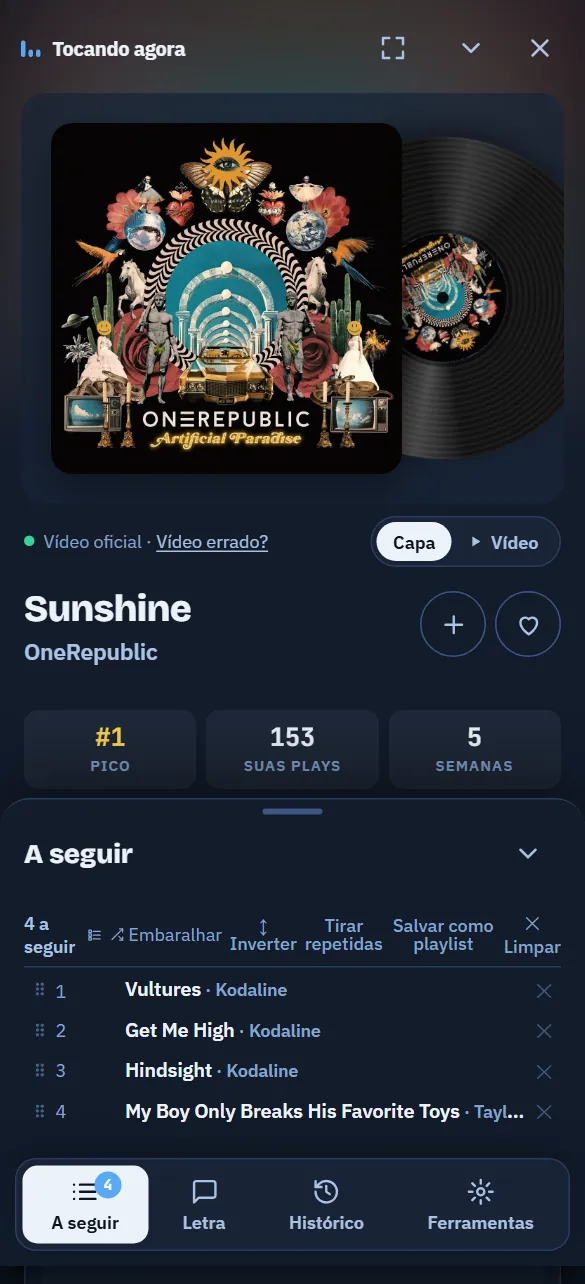 Tocando agora
ONEREPUBLIC
Artificial Paradise
Vídeo oficial · Vídeo errado?
Capa
Vídeo
Sunshine
OneRepublic
#1
PICO
153
SUAS PLAYS
5
SEMANAS
A seguir
4 a
seguir
Embaralhar
Inverter
Tirar
repetidas
Salvar como
playlist
Limpar
1 Vultures · Kodaline
2 Get Me High · Kodaline
3 Hindsight · Kodaline
4 My Boy Only Breaks His Favorite Toys · Tayl...
4
A seguir
Letra
Histórico
Ferramentas